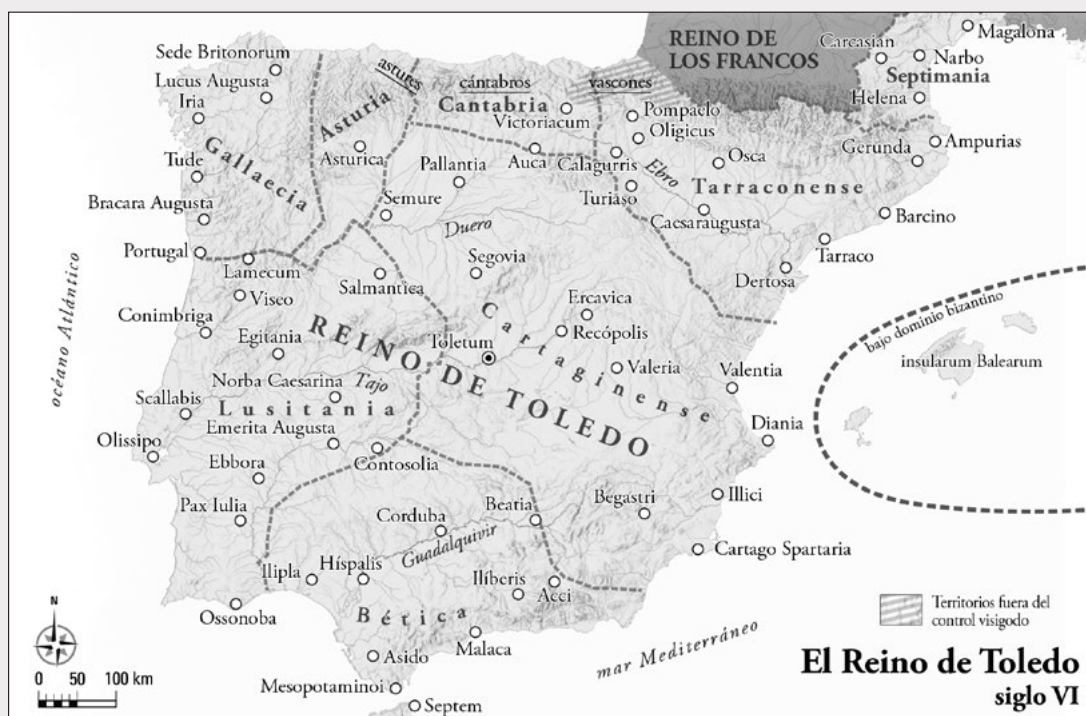 REINO DE
LOS FRANCOS
Magalona
Carcasian
Narbo
Septimania
Helena
Sede Britonorum
Lucus Augusta
Iria
astures
cántabros
vascones
Cantabria
Victoriacum
Pompaelo
Oligicus
Asturia
Asturica
Gallaecia
Tude
Pallantia
Auca
Calagurris
Osca
Gerunda
Ampurias
Ebro
Tarraconense
Turiaso
Bracara Augusta
Semure
Caesaraugusta
Barcino
Duero
Portugal
Lamecum
Tarraco
Salmantica
Segovia
Dertosa
Viseo
Conimbriga
Ercavica
Recópolis
Egitania
Toletum
REINO DE TOLEDO
Cartaginense
Valeria
Valentia
bajo dominio bizantino
insularum Balearum
océano Atlántico
Norba Caesarina
Tajo
Scallabis
Lusitania
Emerita Augusta
Diania
Olissipo
Ebbora
Contosolia
Pax Iulia
Beatia
Begastri
Illici
Corduba
Guadalquivir
Cartago Spartaria
Ilipla
Híspalis
Ilíberis
Acci
Ossonoba
Bética
Malaca
Asido
mar Mediterráneo
Mesopotaminoi
Septem
N
0 50 100 km
Territorios fuera del
control visigodo
El Reino de Toledo
siglo VI